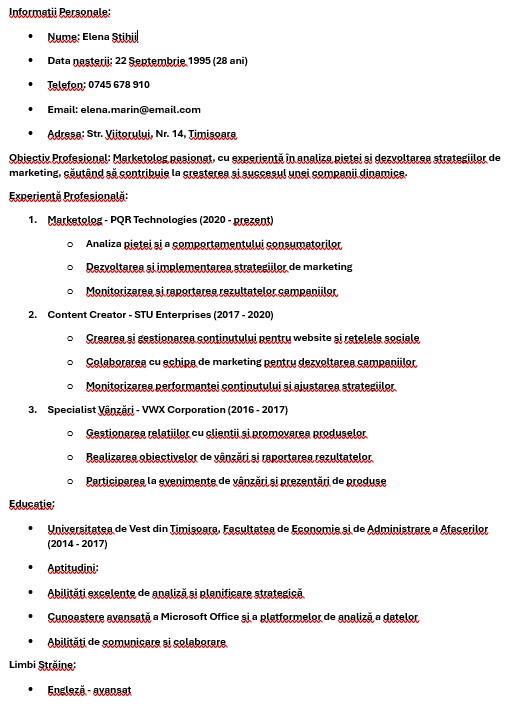 Informații Personale:
• Nume: Elena Stihii
• Data nasterii: 22 Septembrie 1995 (28 ani)
• Telefon: 0745 678 910
• Email: elena.marin@email.com
• Adresa: Str. Viitorului, Nr. 14, Timișoara
Obiectiv Profesional: Marketolog pasionat, cu experiență în analiza pieței și dezvoltarea strategiilor de
marketing, căutând să contribuie la creșterea și succesul unei companii dinamice.
Experiență Profesională:
1. Marketolog - PQR Technologies (2020 - prezent)
o Analiza pieței și a comportamentului consumatorilor
o Dezvoltarea și implementarea strategiilor de marketing
o Monitorizarea și raportarea rezultatelor campaniilor
2. Content Creator - STU Enterprises (2017 - 2020)
o Crearea și gestionarea conținutului pentru website și rețelele sociale
o Colaborarea cu echipa de marketing pentru dezvoltarea campaniilor
o Monitorizarea performanței conținutului și ajustarea strategiilor
3. Specialist Vânzări - VWX Corporation (2016 - 2017)
o Gestionarea relațiilor cu clienții și promovarea produselor
o Realizarea obiectivelor de vânzări și raportarea rezultatelor
o Participarea la evenimente de vânzări și prezentări de produse
Educație:
• Universitatea de Vest din Timișoara, Facultatea de Economie și de Administrare a Afacerilor
(2014 - 2017)
• Aptitudini:
• Abilități excelente de analiză și planificare strategică
• Cunoaștere avansată a Microsoft Office și a platformelor de analiză a datelor
• Abilități de comunicare și colaborare
Limbi Străine:
• Engleză - avansat